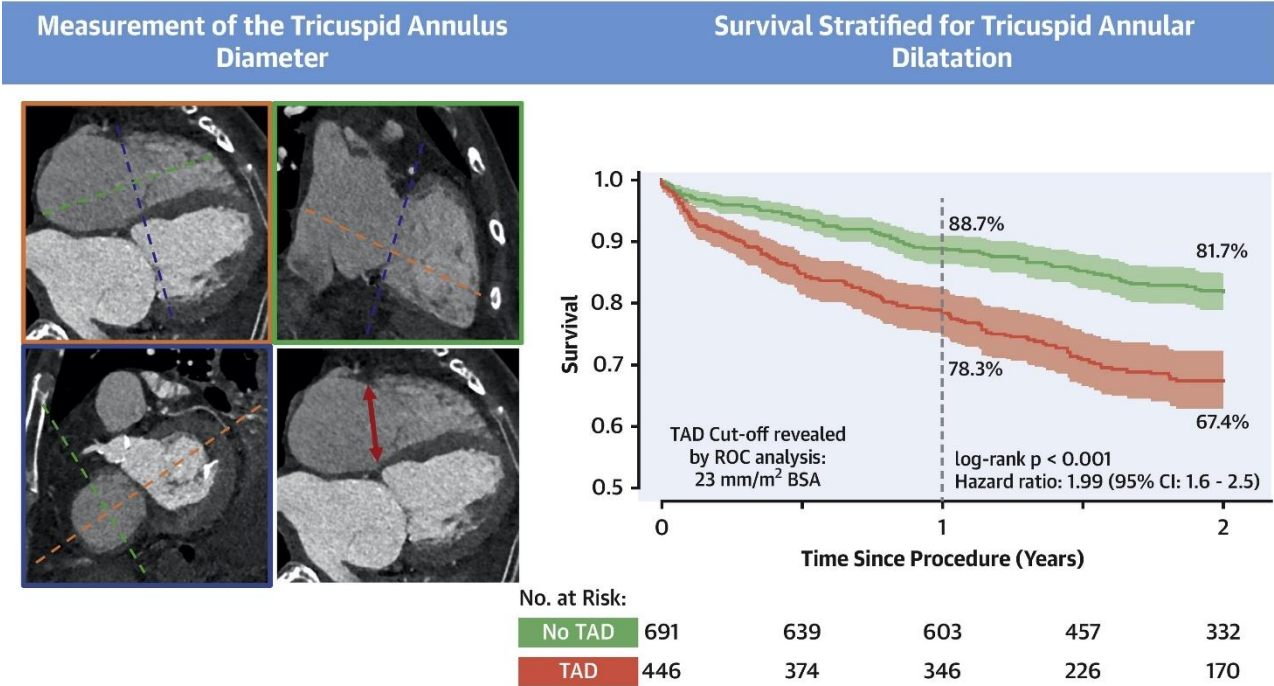 Measurement of the Tricuspid Annulus
Diameter
Survival Stratified for Tricuspid Annular
Dilatation
Survival
1.0
0.9
0.8
0.7
0.6
0.5
88.7%
81.7%
78.3%
67.4%
TAD Cut-off revealed
by ROC analysis:
23 mm/m² BSA
log-rank p < 0.001
Hazard ratio: 1.99 (95% CI: 1.6 - 2.5)
0 1 2
Time Since Procedure (Years)
No. at Risk:
No TAD 691 639 603 457 332
TAD 446 374 346 226 170